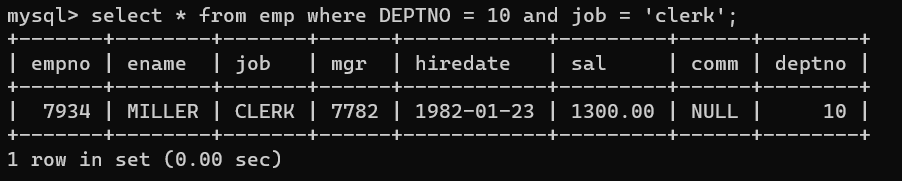 mysql> select * from emp where DEPTNO = 10 and job = 'clerk';
+-------+--------+-------+------+------------+---------+------+--------+
| empno | ename  | job   | mgr  | hiredate   | sal     | comm | deptno |
+-------+--------+-------+------+------------+---------+------+--------+
|  7934 | MILLER | CLERK | 7782 | 1982-01-23 | 1300.00 | NULL |     10 |
+-------+--------+-------+------+------------+---------+------+--------+
1 row in set (0.00 sec)